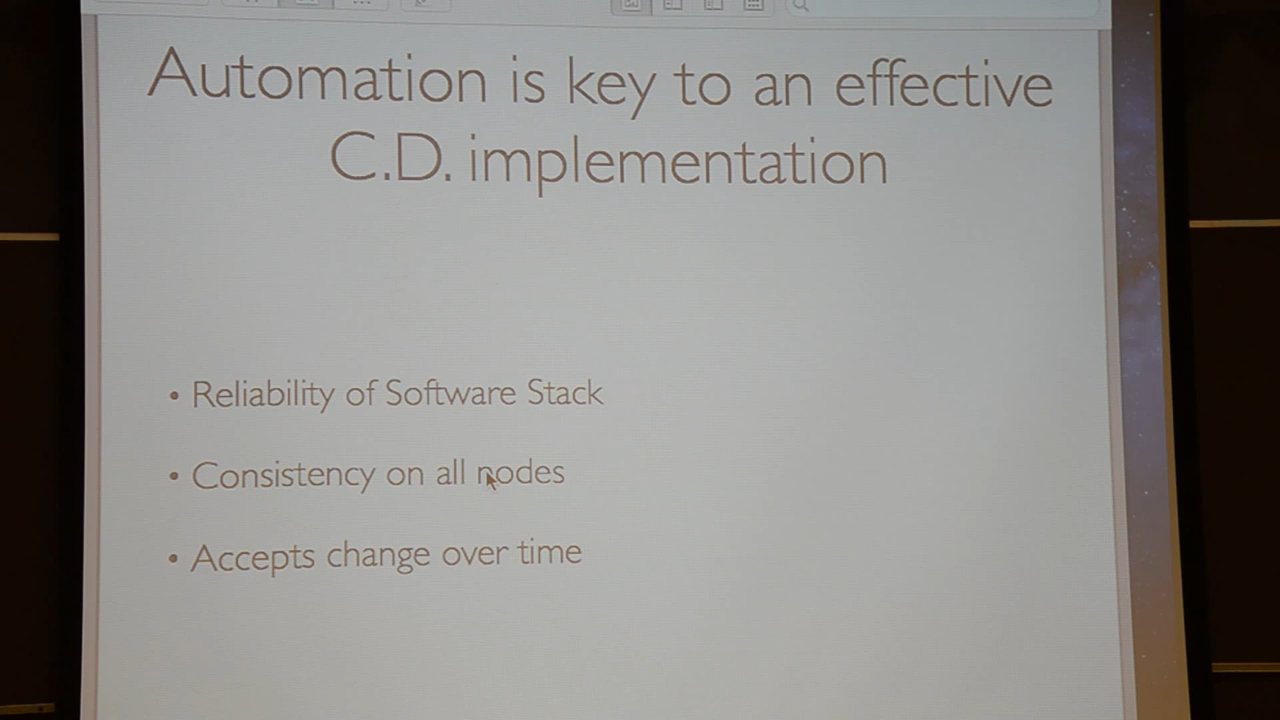 Automation is key to an effective
C.D. implementation
• Reliability of Software Stack
• Consistency on all nodes
• Accepts change over time